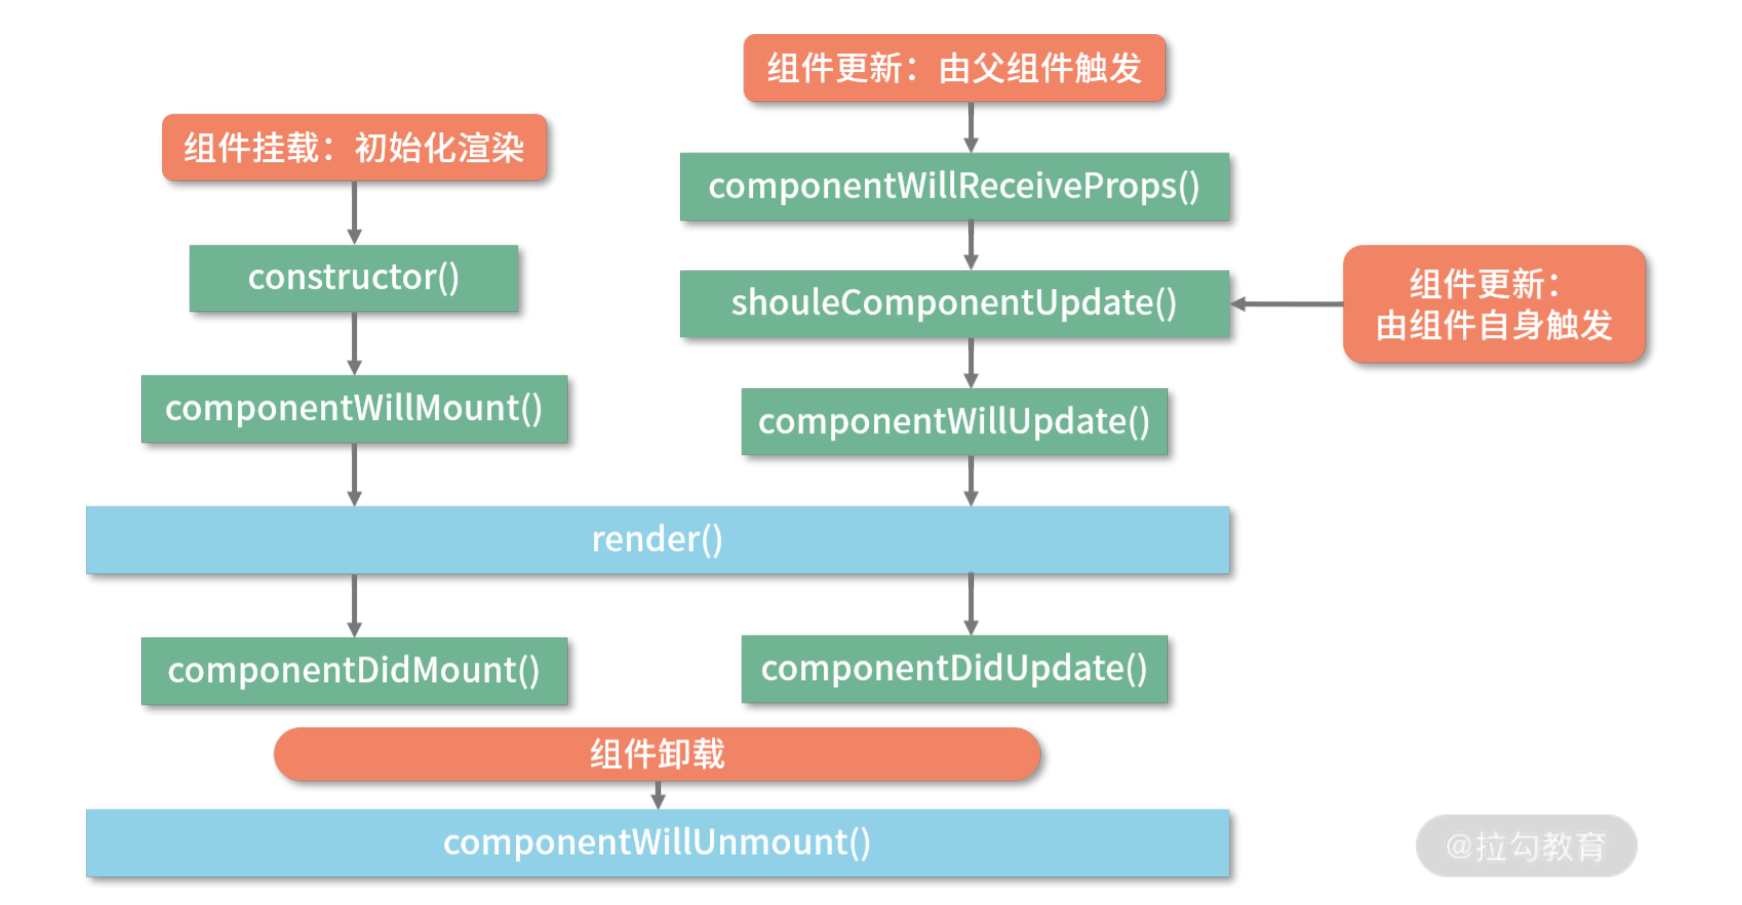 组件挂载：初始化渲染
constructor()
componentWillMount()
组件更新：由父组件触发
componentWillReceiveProps()
shouleComponentUpdate()
组件更新：
由组件自身触发
componentWillUpdate()
render()
componentDidMount()
componentDidUpdate()
组件卸载
componentWillUnmount()
@拉勾教育